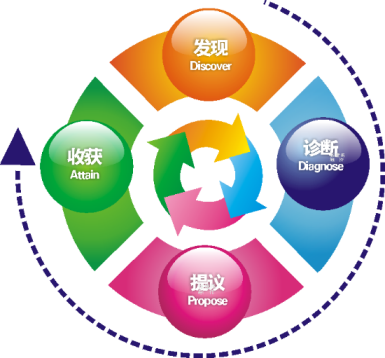 发现
Discover
诊断
Diagnose
提议
Propose
收获
Attain